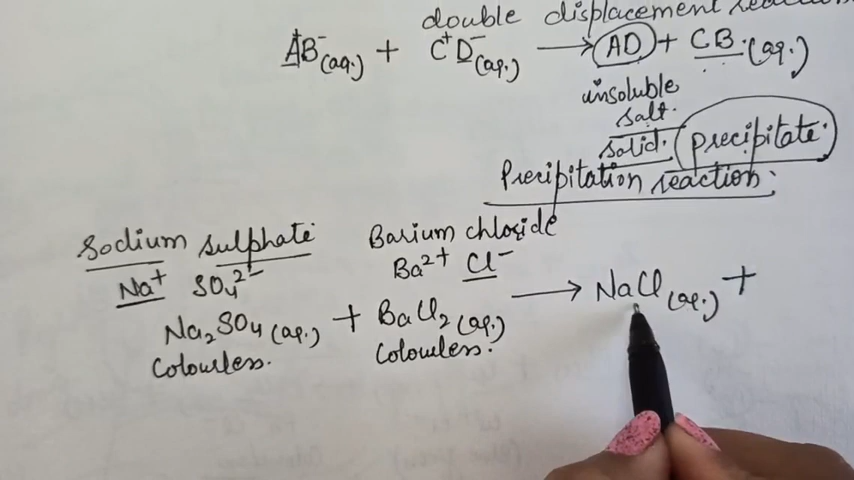 double displacement reaction
A⁺B⁻(aq.) + C⁺D⁻(aq.) → AD + CB.(aq.)
insoluble
salt.
solid. precipitate.
Precipitation reaction.
Sodium sulphate Barium chloride
Na⁺ SO₄²⁻ Ba²⁺ Cl⁻
Na₂SO₄(aq.) + BaCl₂(aq.) → NaCl(aq.) +
Colourless. Colourless.